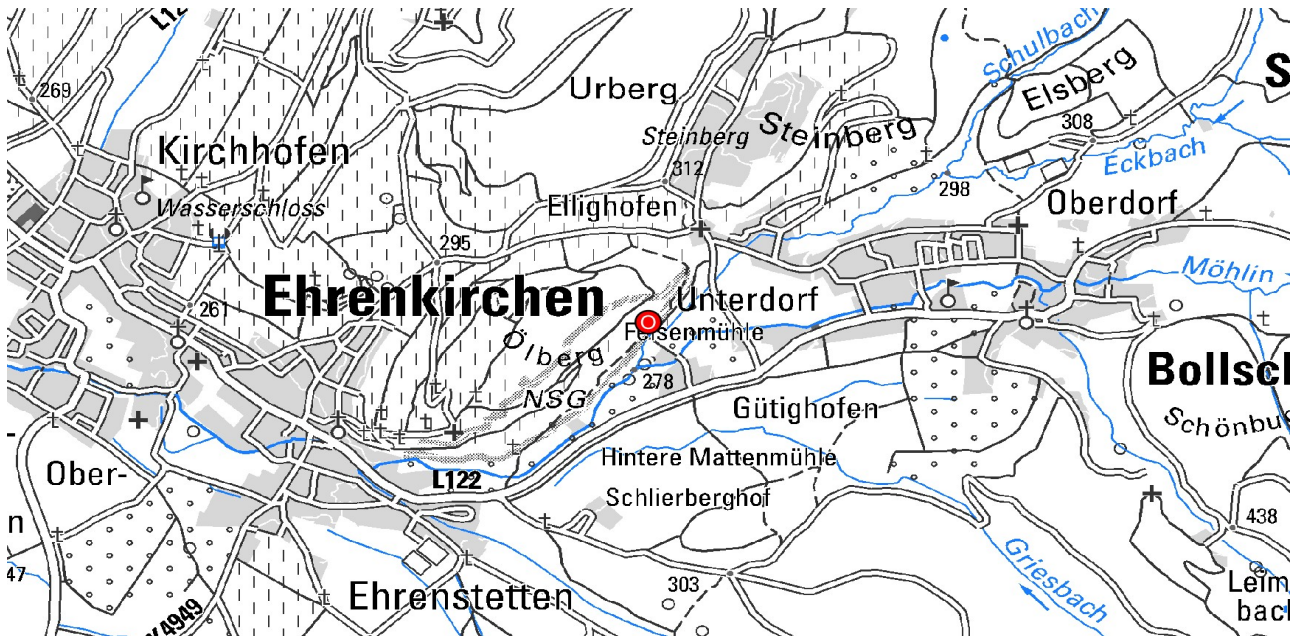 L12
269
Urberg
Schulbach
Elsberg
S
Steinberg
Steinberg
308
Kirchhofen
312
Eckbach
298
Wasserschloss
Ellighofen
Oberdorf
295
Möhlin
Ehrenkirchen
Unterdorf
261
Felsenmühle
Ölberg
278
Bollsch
NSG
Gütighofen
Schönbu
Ober-
L122
Hintere Mattenmühle
Schlierberghof
n
438
47
303
Griesbach
Leim
bach
Ehrenstetten
4949